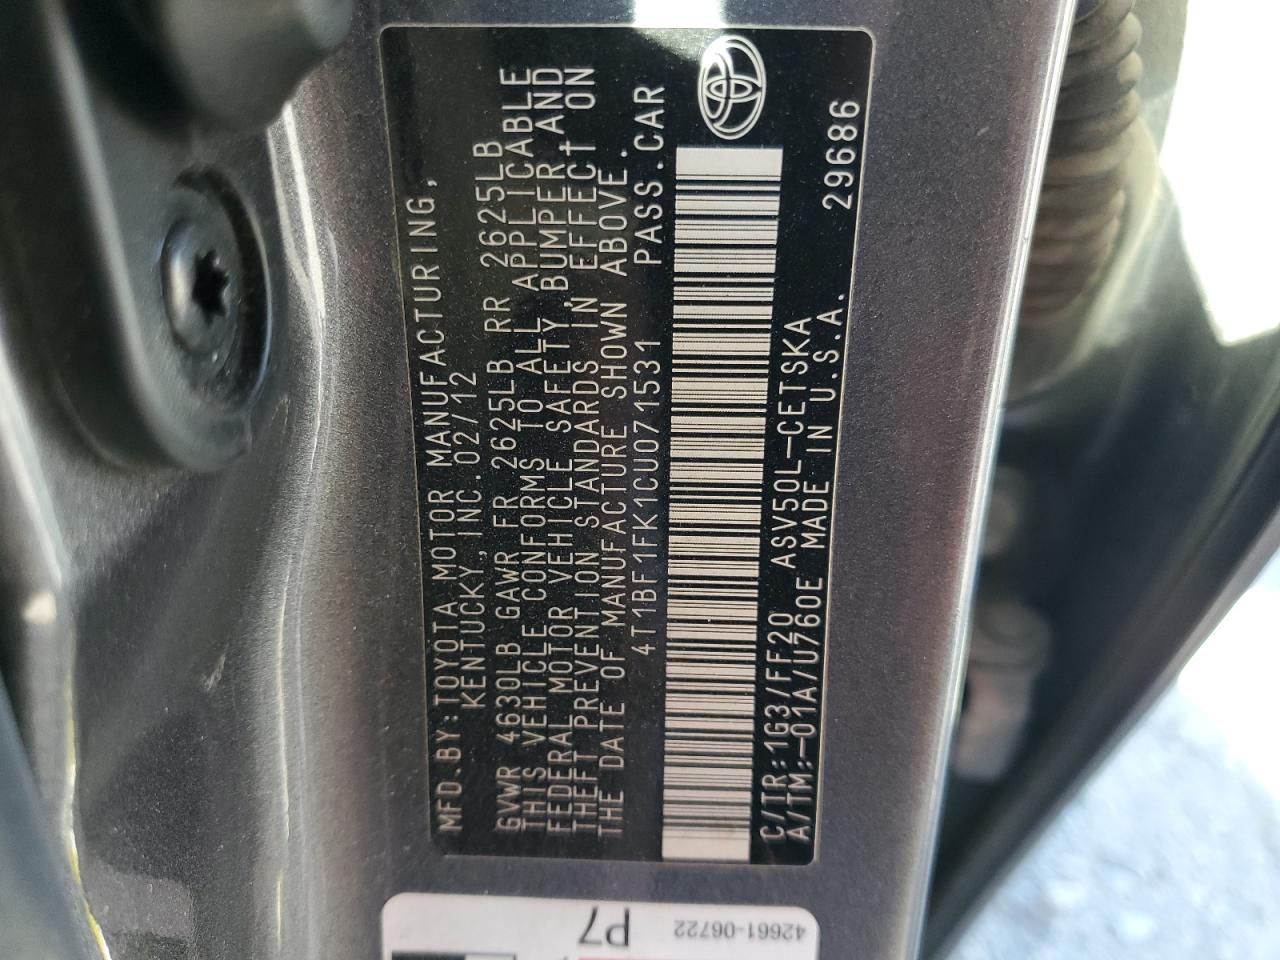 MFD.BY:TOYOTA MOTOR MANUFACTURING,
KENTUCKY, INC. 02/12
GVWR 4630LB GAWR FR 2625LB RR 2625LB
THIS VEHICLE CONFORMS TO ALL APPLICABLE
FEDERAL MOTOR VEHICLE SAFETY, BUMPER, AND
THEFT PREVENTION STANDARDS IN EFFECT ON
THE DATE OF MANUFACTURE SHOWN ABOVE.
4T1BF1FK1CU071531 PASS.CAR
C/TR:1G3/FF20 ASV50L-CETSKA
A/TM:-01A/U760E MADE IN U.S.A. 29686
42661-06722
P7